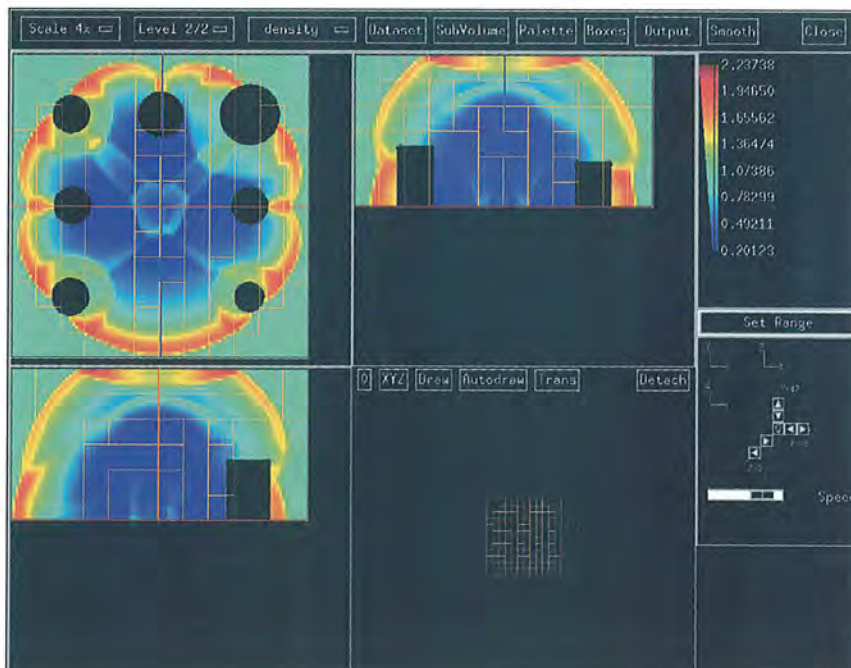 Scale 4x Level 2/2 density Dataset SubVolume Palette Boxes Output Smooth Close
2.23738
1.94650
1.65562
1.36474
1.07386
0.78299
0.49211
0.20123
Set Range
XYZ Draw Autodraw Trans Detach
Speed